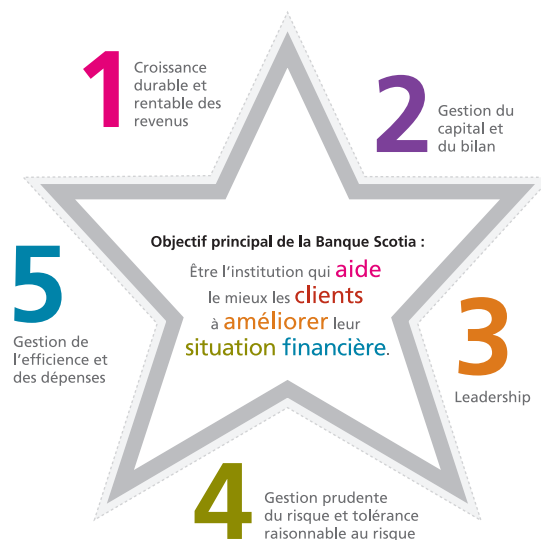 1
Croissance
durable et
rentable des
revenus
2
Gestion du
capital et
du bilan
Objectif principal de la Banque Scotia :
Être l'institution qui aide
le mieux les clients
à améliorer leur
situation financière.
3
Leadership
4
Gestion prudente
du risque et tolérance
raisonnable au risque
5
Gestion de
l'efficience et
des dépenses